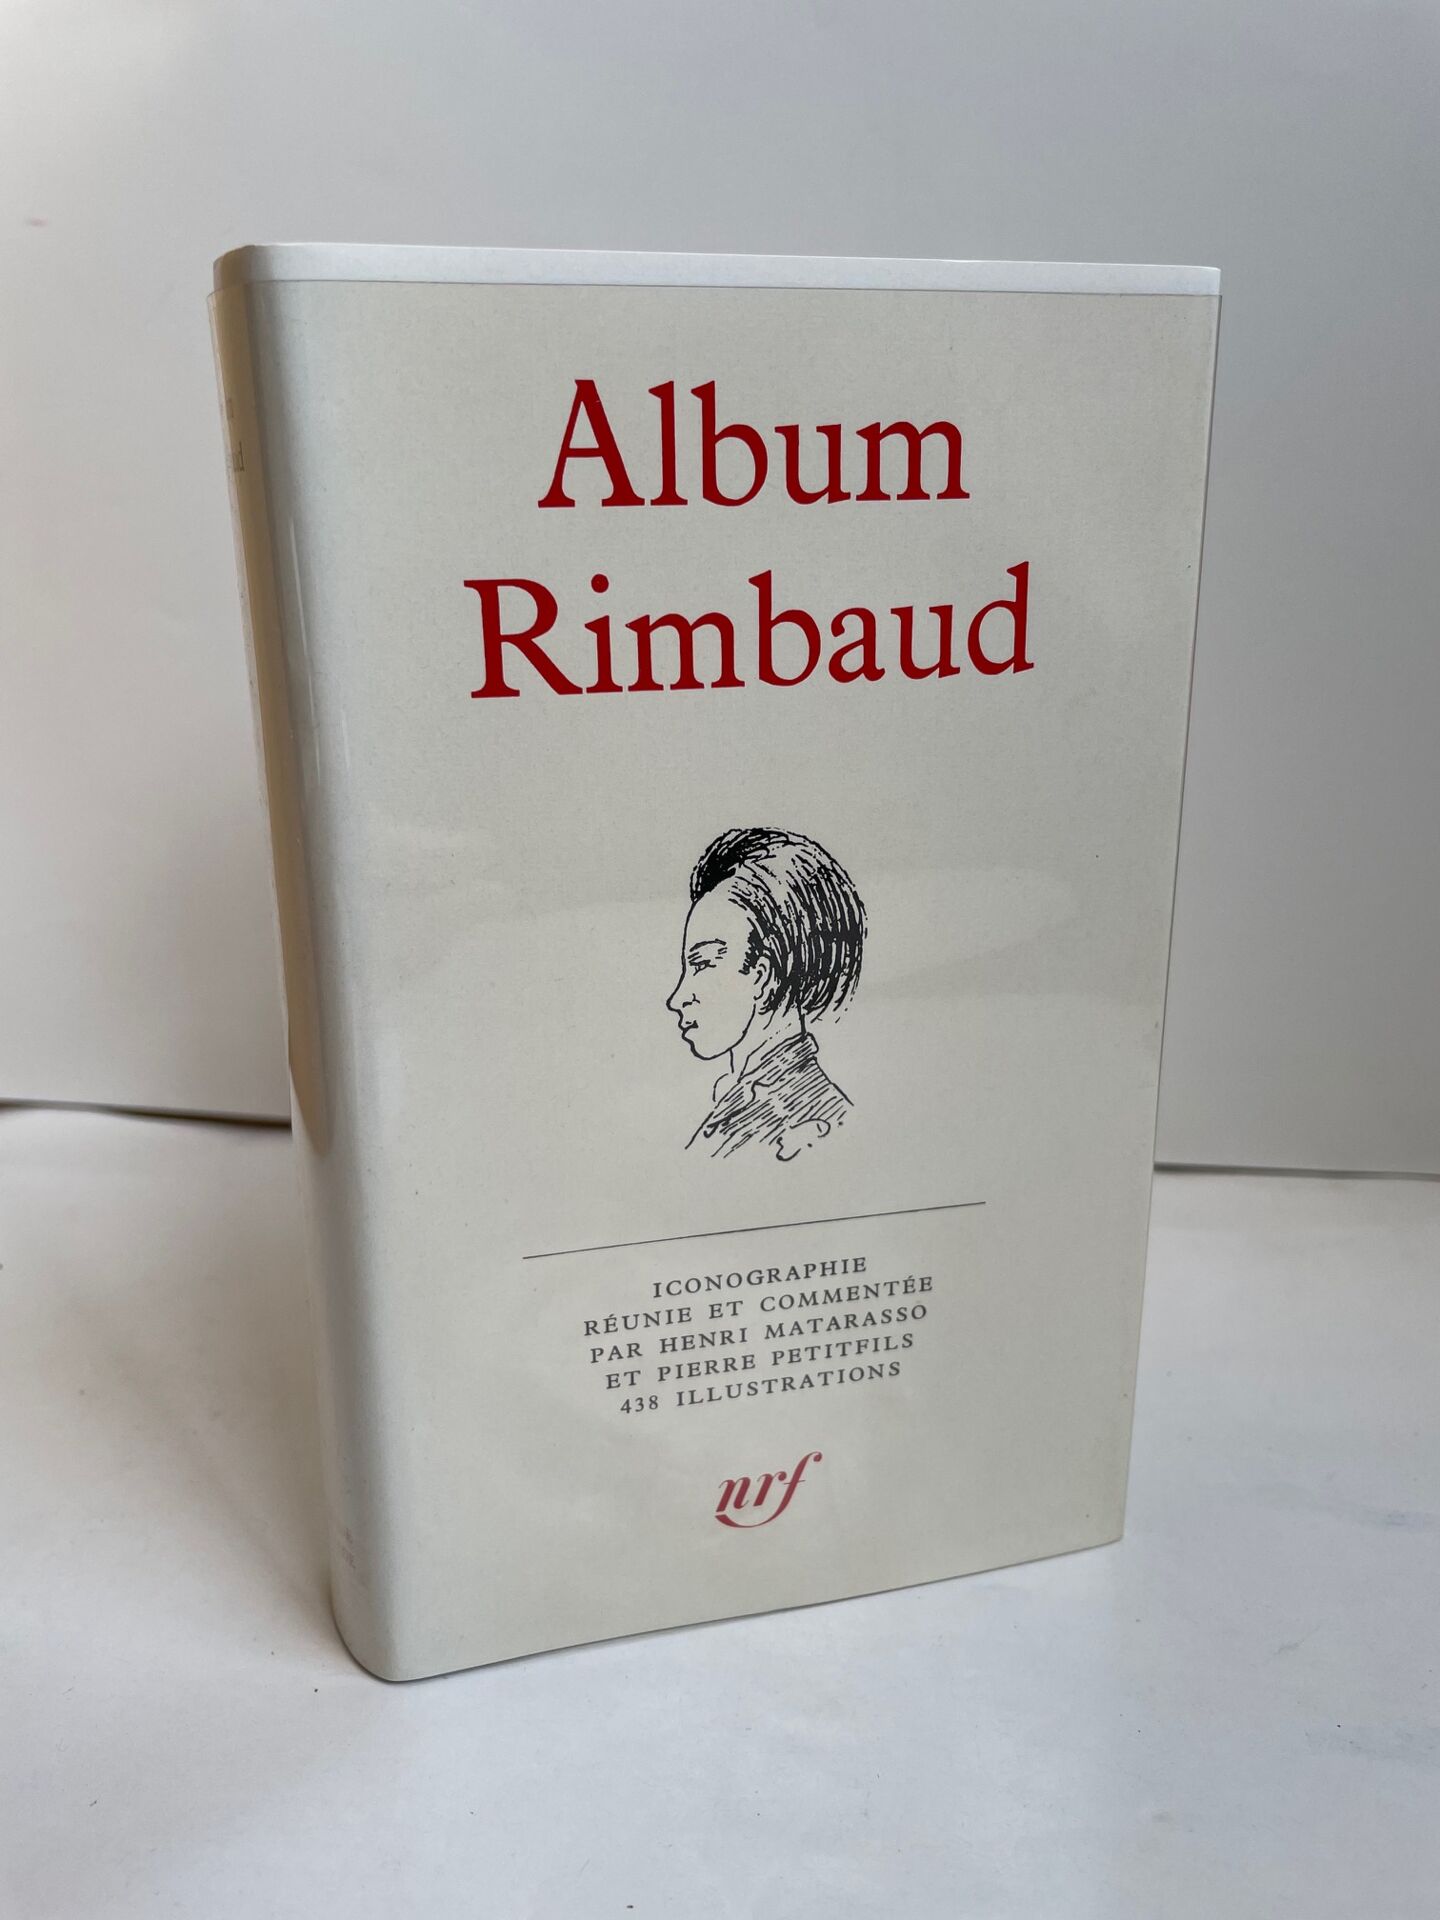 Album
Rimbaud
ICONOGRAPHIE
RÉUNIE ET COMMENTÉE
PAR HENRI MATARASSO
ET PIERRE PETITFILS
438 ILLUSTRATIONS
nrf